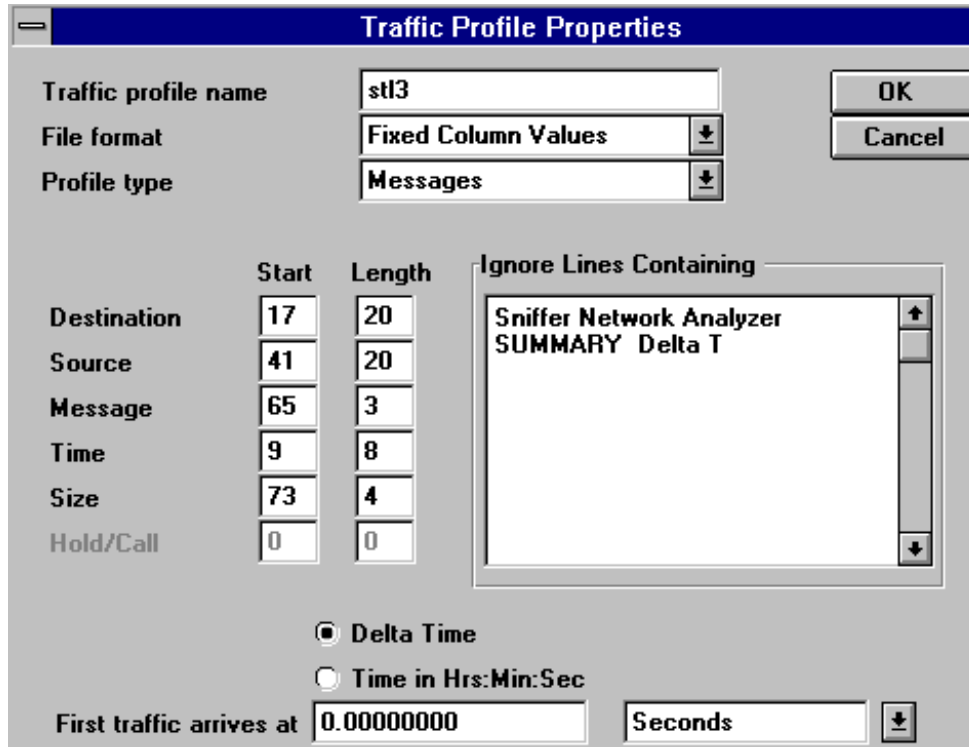 Traffic Profile Properties
Traffic profile name stl3 OK
File format Fixed Column Values Cancel
Profile type Messages
Start Length Ignore Lines Containing
Destination 17 20 Sniffer Network Analyzer
Source 41 20 SUMMARY Delta T
Message 65 3
Time 9 8
Size 73 4
Hold/Call 0 0
Delta Time
Time in Hrs:Min:Sec
First traffic arrives at 0.00000000 Seconds